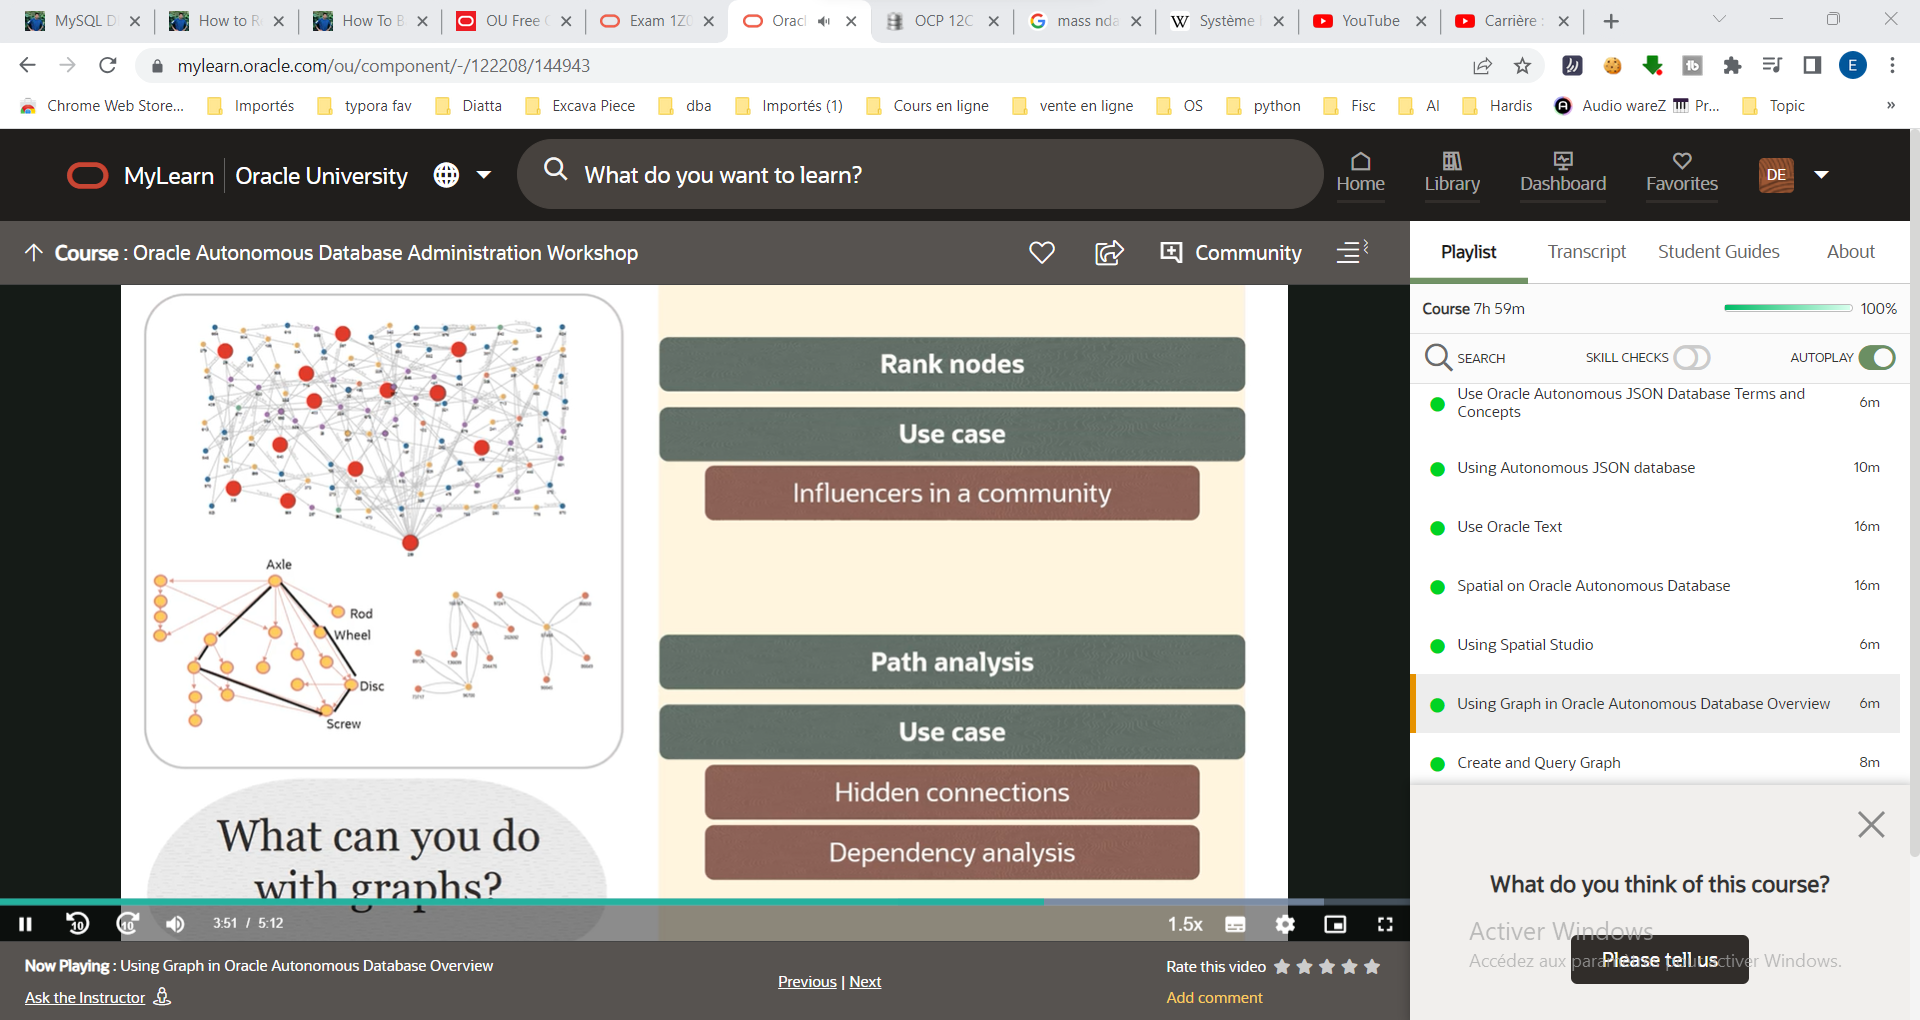 MySQL D
How to R
How To B
OU Free
Exam 1Z0
Oracl
OCP 12C
mass nda
Système
YouTube
Carrière :
mylearn.oracle.com/ou/component/-/122208/144943
E
Chrome Web Store...
Importés
typora fav
Diatta
Excava Piece
dba
Importés (1)
Cours en ligne
vente en ligne
OS
python
Fisc
AI
Hardis
Audio wareZ
Pr...
Topic
»
MyLearn
Oracle University
What do you want to learn?
Home
Library
Dashboard
Favorites
DE
Course : Oracle Autonomous Database Administration Workshop
Community
Rank nodes
Use case
Influencers in a community
Path analysis
Use case
Hidden connections
Dependency analysis
Axle
Rod
Wheel
Disc
Screw
What can you do
with graphs?
10
10
3:51 / 5:12
1.5x
Now Playing : Using Graph in Oracle Autonomous Database Overview
Ask the Instructor
Previous | Next
Rate this video
Add comment
Playlist
Transcript
Student Guides
About
Course 7h 59m
100%
SEARCH
SKILL CHECKS
AUTOPLAY
Use Oracle Autonomous JSON Database Terms and
Concepts
6m
Using Autonomous JSON database
10m
Use Oracle Text
16m
Spatial on Oracle Autonomous Database
16m
Using Spatial Studio
6m
Using Graph in Oracle Autonomous Database Overview
6m
Create and Query Graph
8m
What do you think of this course?
Activer Windows
Please tell us
Accédez aux paramètres pour activer Windows.